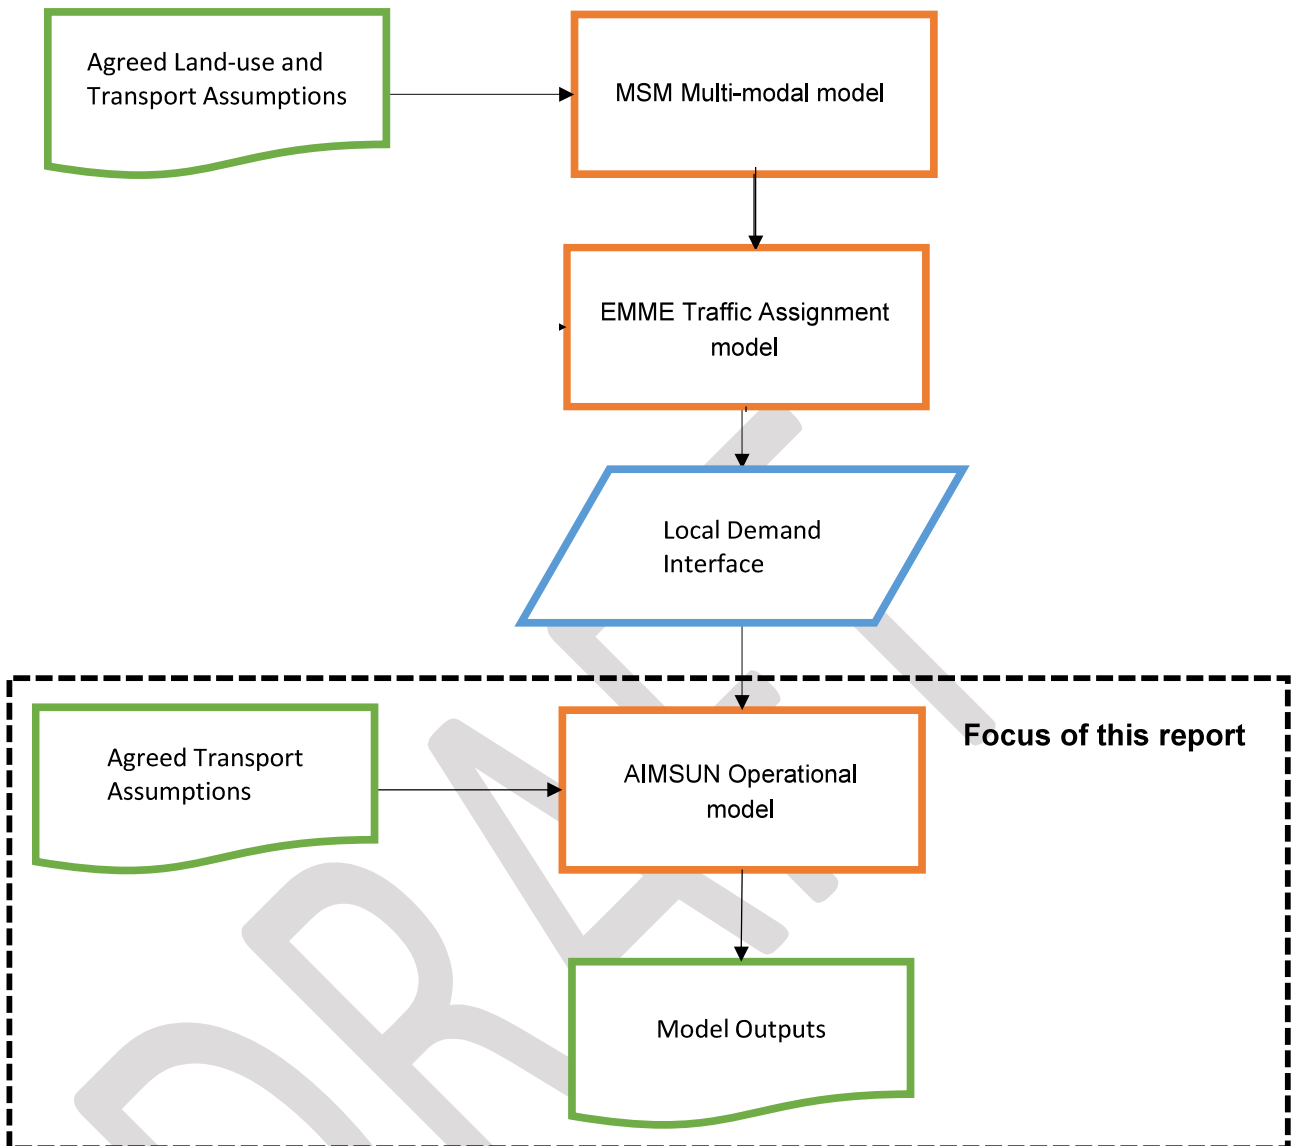 Agreed Land-use and
Transport Assumptions
MSM Multi-modal model
EMME Traffic Assignment
model
Local Demand
Interface
Focus of this report
Agreed Transport
Assumptions
AIMSUN Operational
model
Model Outputs
DRAFT